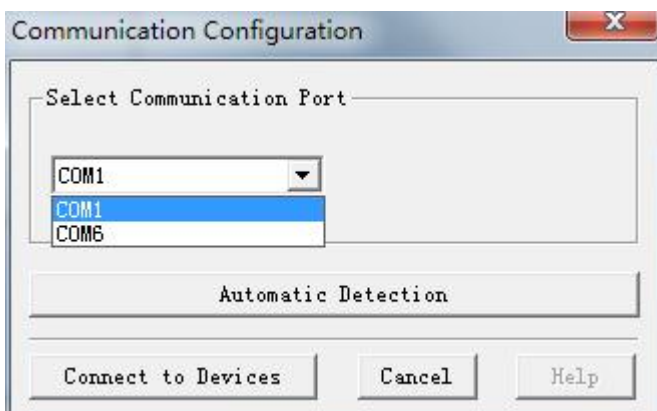 Communication Configuration
X
Select Communication Port
COM1
COM1
COM6
Automatic Detection
Connect to Devices
Cancel
Help